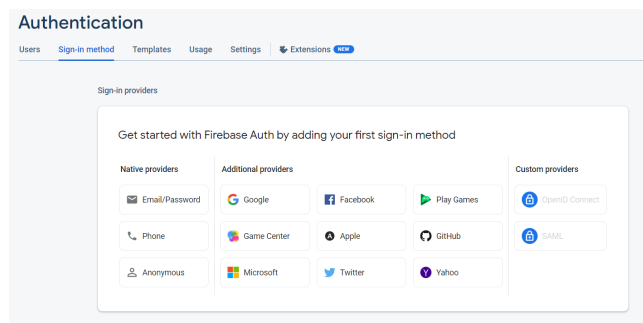 Authentication
Users Sign-in method Templates Usage Settings Extensions NEW
Sign-in providers
Get started with Firebase Auth by adding your first sign-in method
Native providers Additional providers Custom providers
Email/Password Google Facebook Play Games OpenID Connect
Phone Game Center Apple GitHub SAML
Anonymous Microsoft Twitter Yahoo